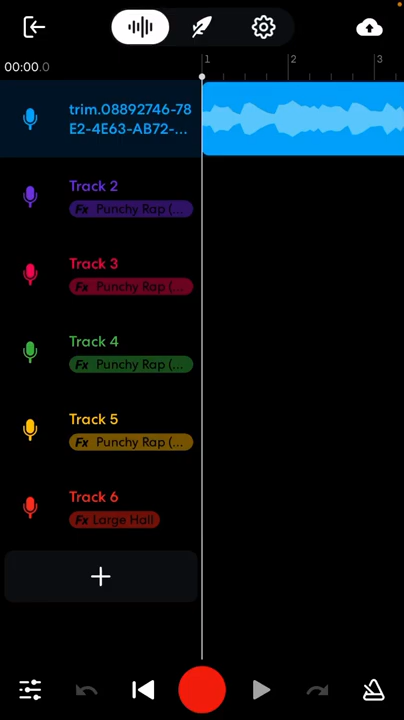 00:00.0
1
2
3
trim.08892746-78
E2-4E63-AB72-...
Track 2
Fx Punchy Rap (...
Track 3
Fx Punchy Rap (...
Track 4
Fx Punchy Rap (...
Track 5
Fx Punchy Rap (...
Track 6
Fx Large Hall